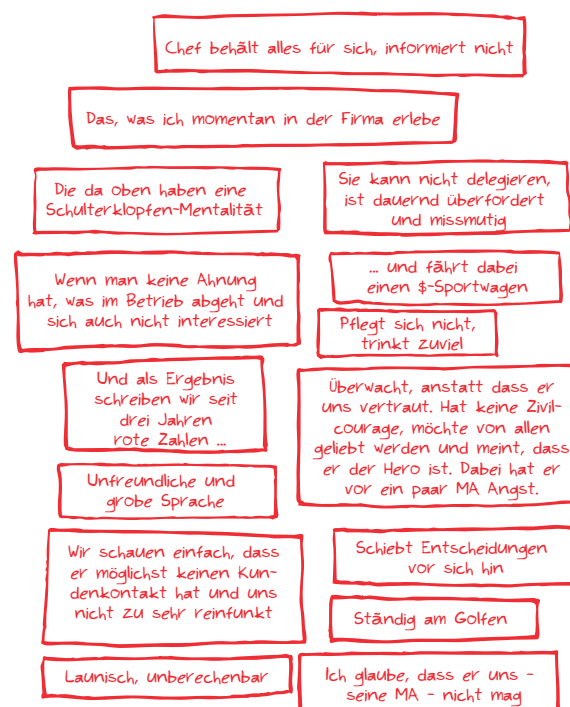 Chef behält alles für sich, informiert nicht
Das, was ich momentan in der Firma erlebe
Die da oben haben eine
Schulterklopfen-Mentalität
Sie kann nicht delegieren,
ist dauernd überfordert
und missmutig
Wenn man keine Ahnung
hat, was im Betrieb abgeht und
sich auch nicht interessiert
... und fährt dabei
einen $-Sportwagen
Pflegt sich nicht,
trinkt zuviel
Und als Ergebnis
schreiben wir seit
drei Jahren
rote Zahlen ...
Überwacht, anstatt dass er
uns vertraut. Hat keine Zivil-
courage, möchte von allen
geliebt werden und meint, dass
er der Hero ist. Dabei hat er
vor ein paar MA Angst.
Unfreundliche und
grobe Sprache
Wir schauen einfach, dass
er möglichst keinen Kun-
denkontakt hat und uns
nicht zu sehr reinfunkt
Schiebt Entscheidungen
vor sich hin
Ständig am Golfen
Launisch, unberechenbar
Ich glaube, dass er uns -
seine MA - nicht mag